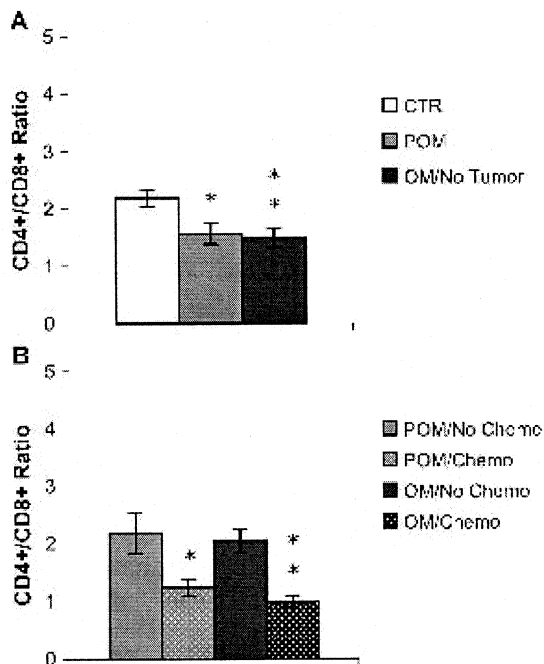 A
5
4
3
2
1
0
CD4+/CD8+ Ratio
CTR
POM
OM/No Tumor
*
*
*
B
5
4
3
2
1
0
CD4+/CD8+ Ratio
POM/No Chemo
POM/Chemo
OM/No Chemo
OM/Chemo
*
*
*